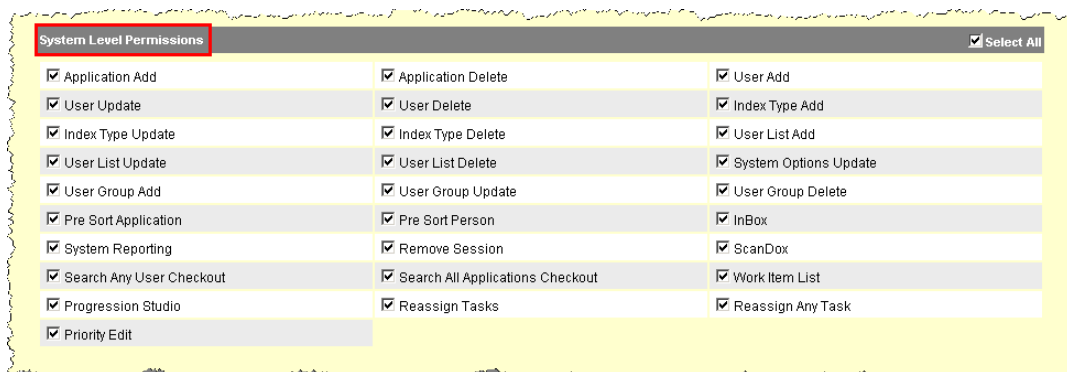 System Level Permissions Select All
Application Add Application Delete User Add
User Update User Delete Index Type Add
Index Type Update Index Type Delete User List Add
User List Update User List Delete System Options Update
User Group Add User Group Update User Group Delete
Pre Sort Application Pre Sort Person InBox
System Reporting Remove Session ScanDox
Search Any User Checkout Search All Applications Checkout Work Item List
Progression Studio Reassign Tasks Reassign Any Task
Priority Edit